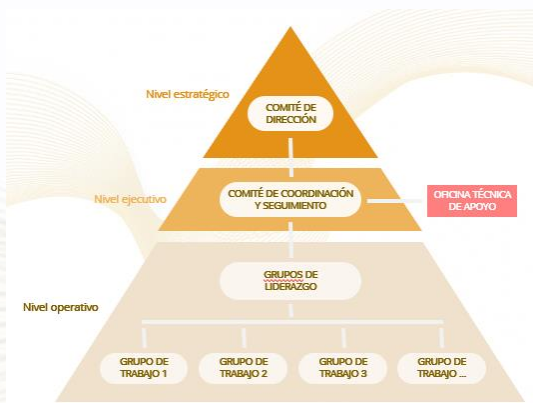 Nivel estratégico
COMITÉ DE
DIRECCIÓN
Nivel ejecutivo
COMITÉ DE COORDINACIÓN
Y SEGUIMIENTO
OFICINA TÉCNICA
DE APOYO
GRUPOS DE
LIDERAZGO
Nivel operativo
GRUPO DE
TRABAJO 1
GRUPO DE
TRABAJO 2
GRUPO DE
TRABAJO 3
GRUPO DE
TRABAJO ...